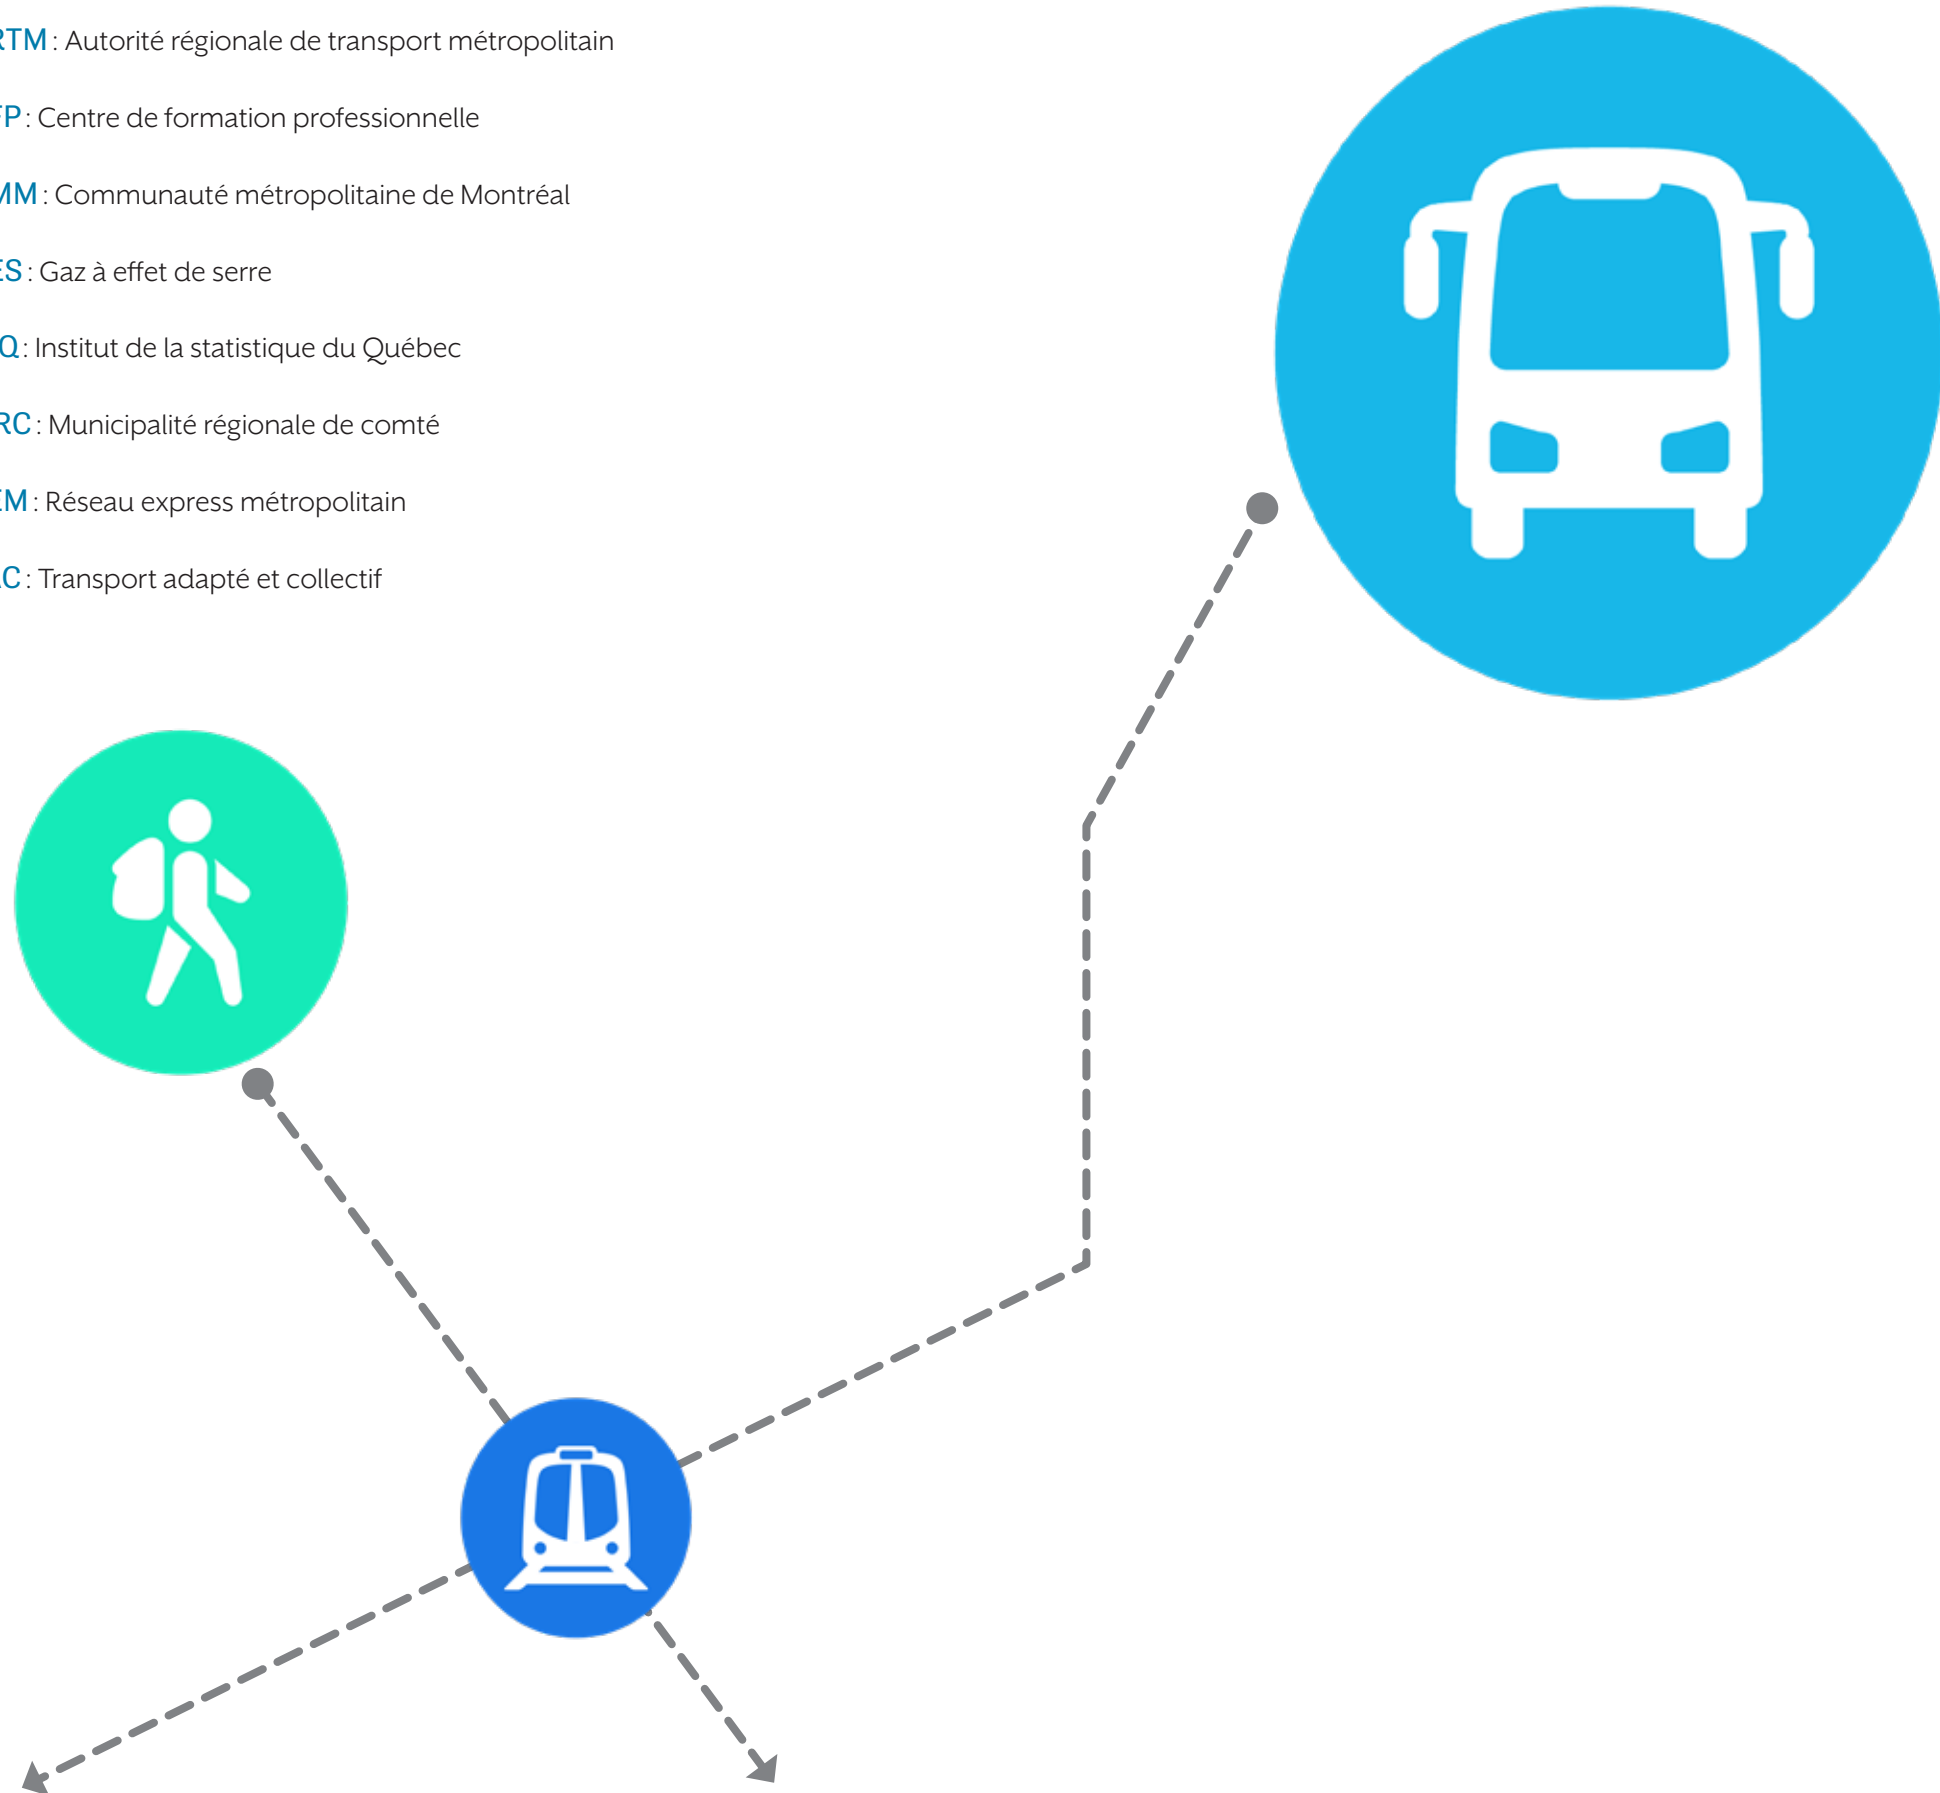 RTM : Autorité régionale de transport métropolitain
FP : Centre de formation professionnelle
MM : Communauté métropolitaine de Montréal
ES : Gaz à effet de serre
Q : Institut de la statistique du Québec
RC : Municipalité régionale de comté
EM : Réseau express métropolitain
AC : Transport adapté et collectif